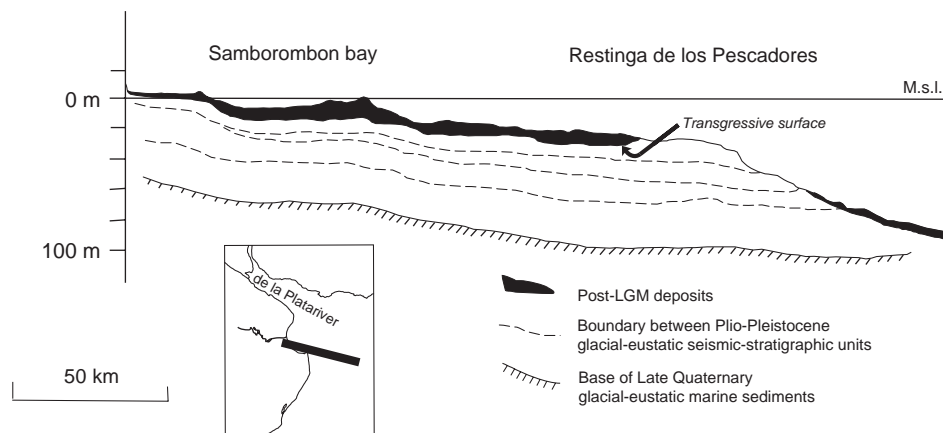 Samborombon bay
Restinga de los Pescadores
M.s.l.
0 m
Transgressive surface
100 m
de la Platariver
Post-LGM deposits
Boundary between Plio-Pleistocene
glacial-eustatic seismic-stratigraphic units
Base of Late Quaternary
glacial-eustatic marine sediments
50 km